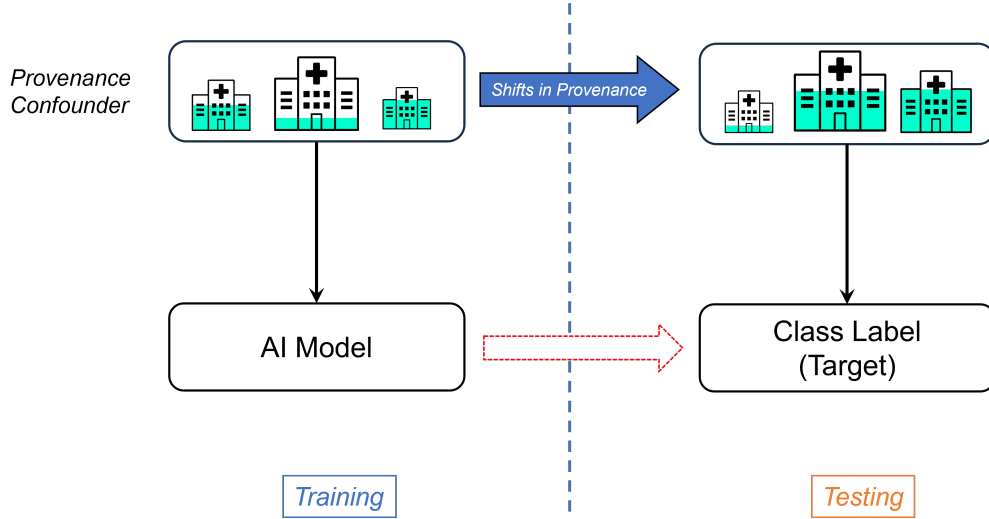 Provenance
Confounder
Shifts in Provenance
AI Model
Class Label
(Target)
Training
Testing